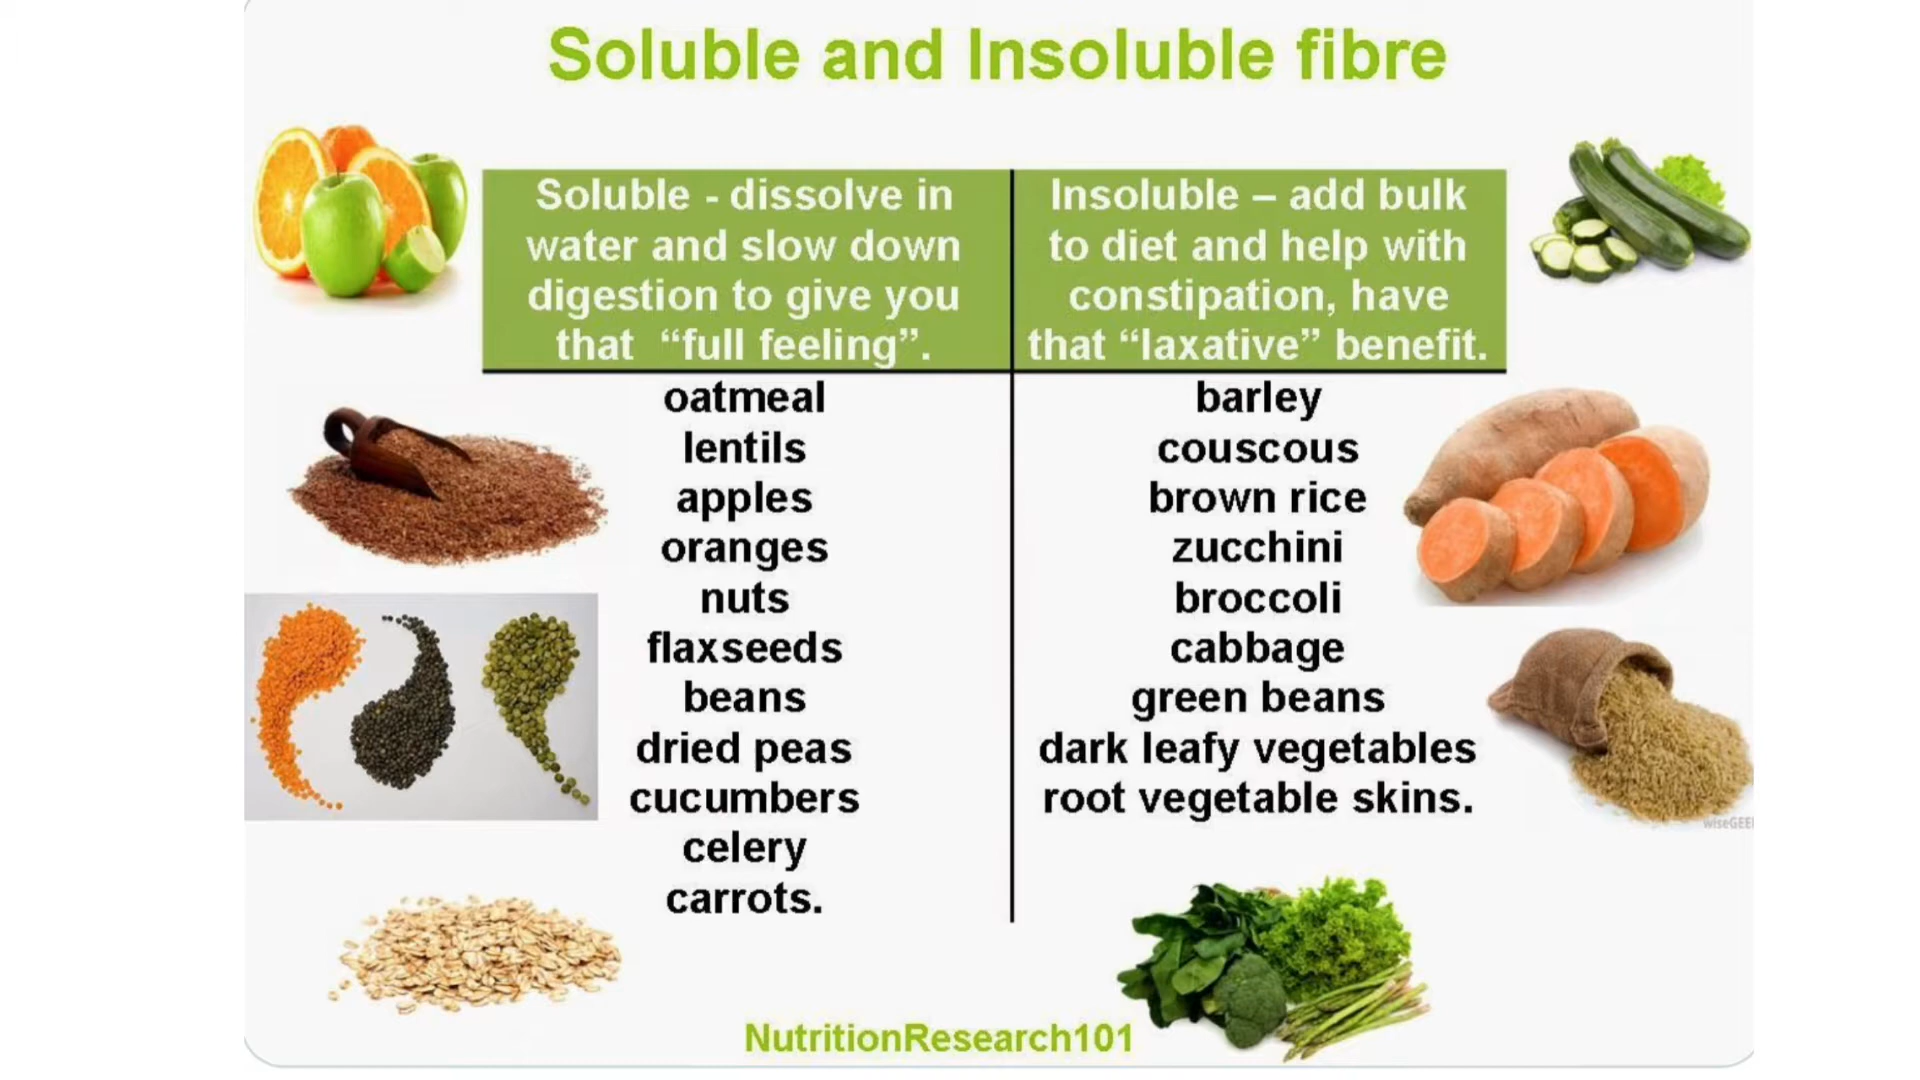 Soluble and Insoluble fibre
Soluble - dissolve in
water and slow down
digestion to give you
that “full feeling”.
oatmeal
lentils
apples
oranges
nuts
flaxseeds
beans
dried peas
cucumbers
celery
carrots.
Insoluble – add bulk
to diet and help with
constipation, have
that “laxative” benefit.
barley
couscous
brown rice
zucchini
broccoli
cabbage
green beans
dark leafy vegetables
root vegetable skins.
wiseGEE
NutritionResearch101